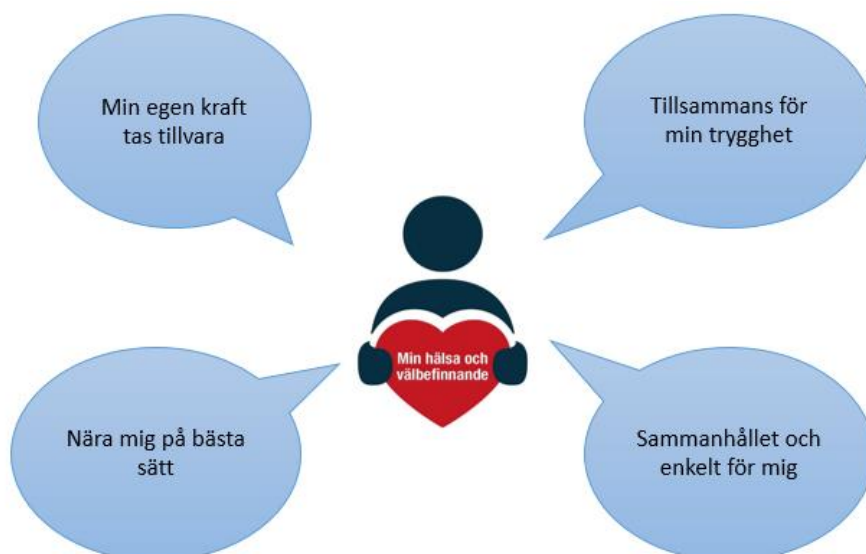 Min egen kraft
tas tillvara
Tillsammans för
min trygghet
Min hälsa och
välbefinnande
Nära mig på bästa
sätt
Sammanhållet och
enkelt för mig